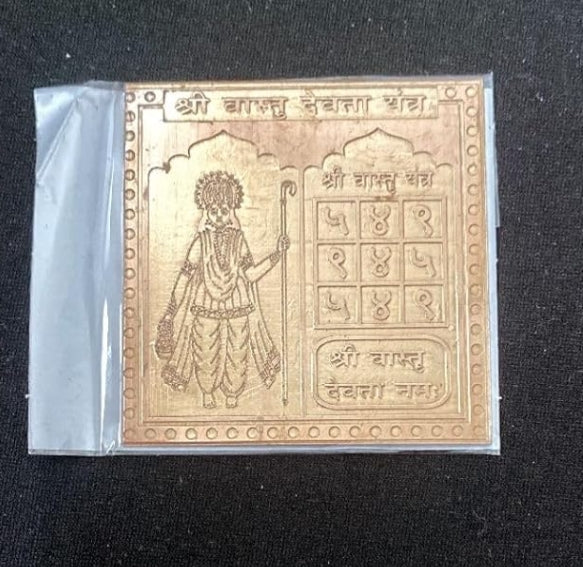 श्री वास्तु देवता यंत्र
श्री वास्तु यंत्र
५ ४ ९
९ ४ ५
५ ४ ९
श्री वास्तु
देवता नमः